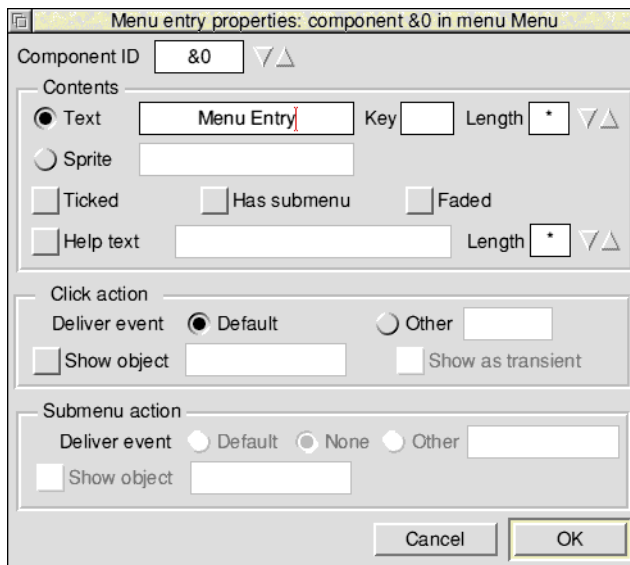 Menu entry properties: component &0 in menu Menu
Component ID &0
Contents
Text Menu Entry Key Length *
Sprite
Ticked Has submenu Faded
Help text Length *
Click action
Deliver event Default Other
Show object Show as transient
Submenu action
Deliver event Default None Other
Show object
Cancel OK